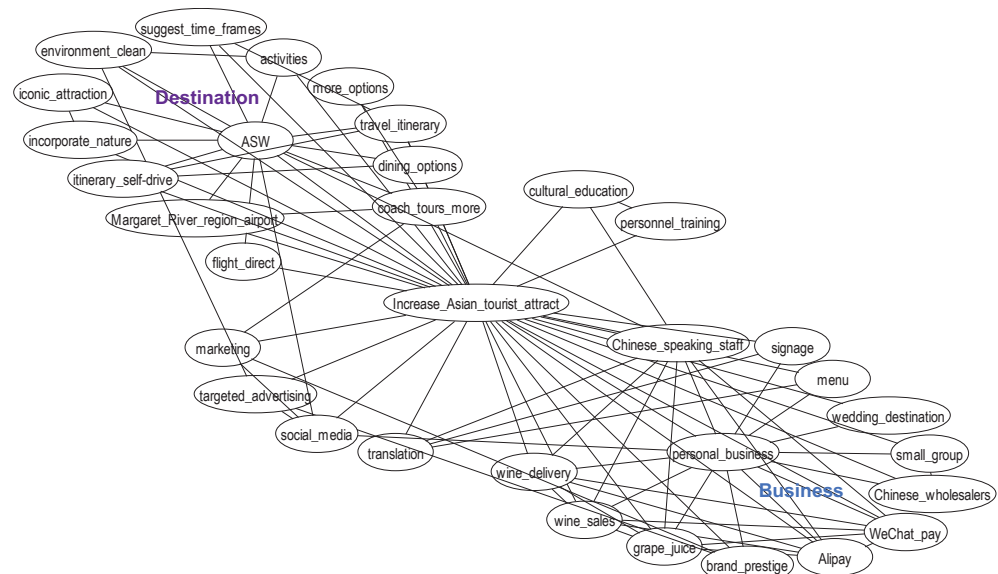 suggest_time_frames
environment_clean
activities
more_options
iconic_attraction
Destination
travel_itinerary
incorporate_nature
ASW
dining_options
itinerary_self-drive
cultural_education
coach_tours_more
Margaret_River_region_airport
personnel_training
flight_direct
Increase_Asian_tourist_attract
Chinese_speaking_staff
signage
marketing
menu
targeted_advertising
wedding_destination
social_media
translation
personal_business
small_group
wine_delivery
Business
Chinese_wholesalers
wine_sales
WeChat_pay
grape_juice
Alipay
brand_prestige